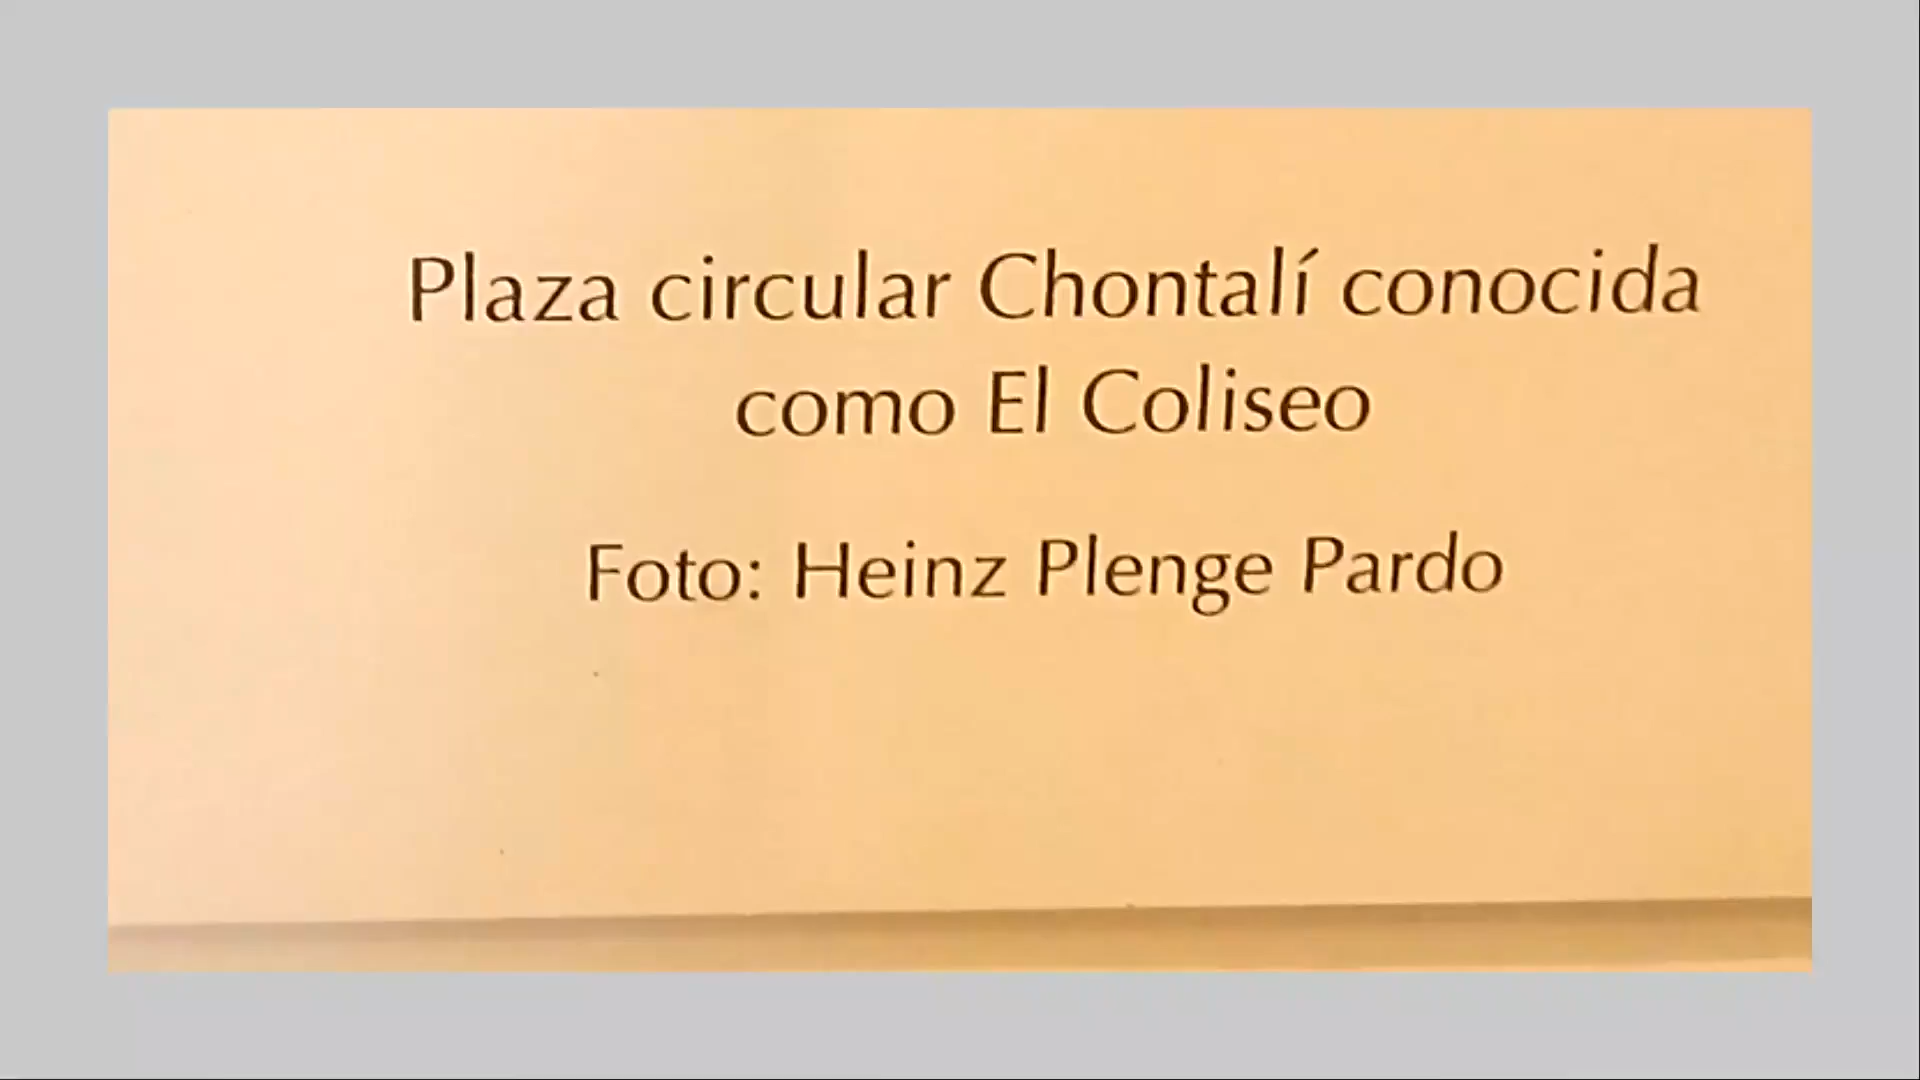 Plaza circular Chontalí conocida
como El Coliseo
Foto: Heinz Plenge Pardo